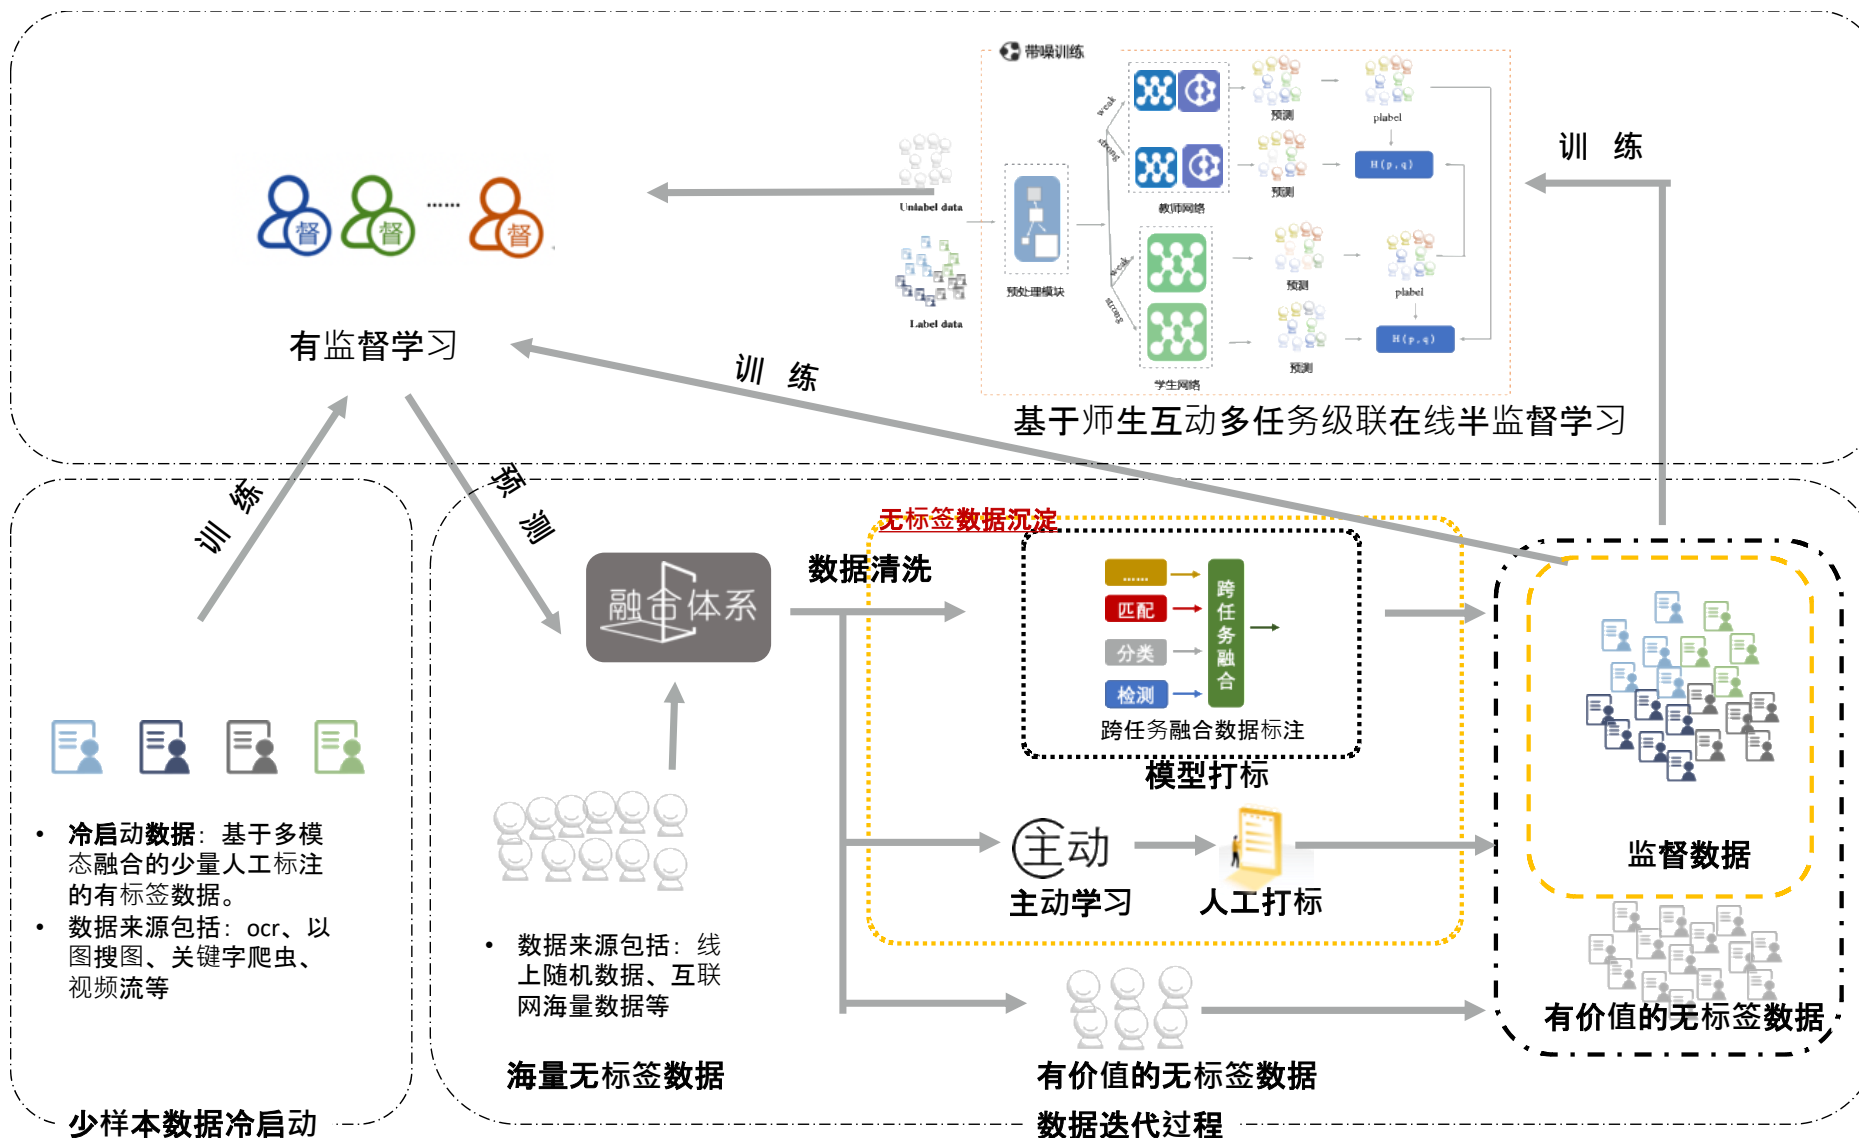 带噪训练
weak
strong
预测
plabel
H(p,q)
预测
教师网络
Unlabel data
预处理模块
Label data
weak
strong
预测
plabel
H(p,q)
预测
学生网络
基于师生互动多任务级联在线半监督学习
训 练
督
督
……
督
有监督学习
训 练
训 练
预 测
冷启动数据：基于多模
态融合的少量人工标注
的有标签数据。
数据来源包括：ocr、以
图搜图、关键字爬虫、
视频流等
少样本数据冷启动
融合体系
数据来源包括：线
上随机数据、互联
网海量数据等
海量无标签数据
数据清洗
无标签数据沉淀
……
匹配
分类
检测
跨任务融合
跨任务融合数据标注
模型打标
主动
主动学习
人工打标
有价值的无标签数据
数据迭代过程
监督数据
有价值的无标签数据